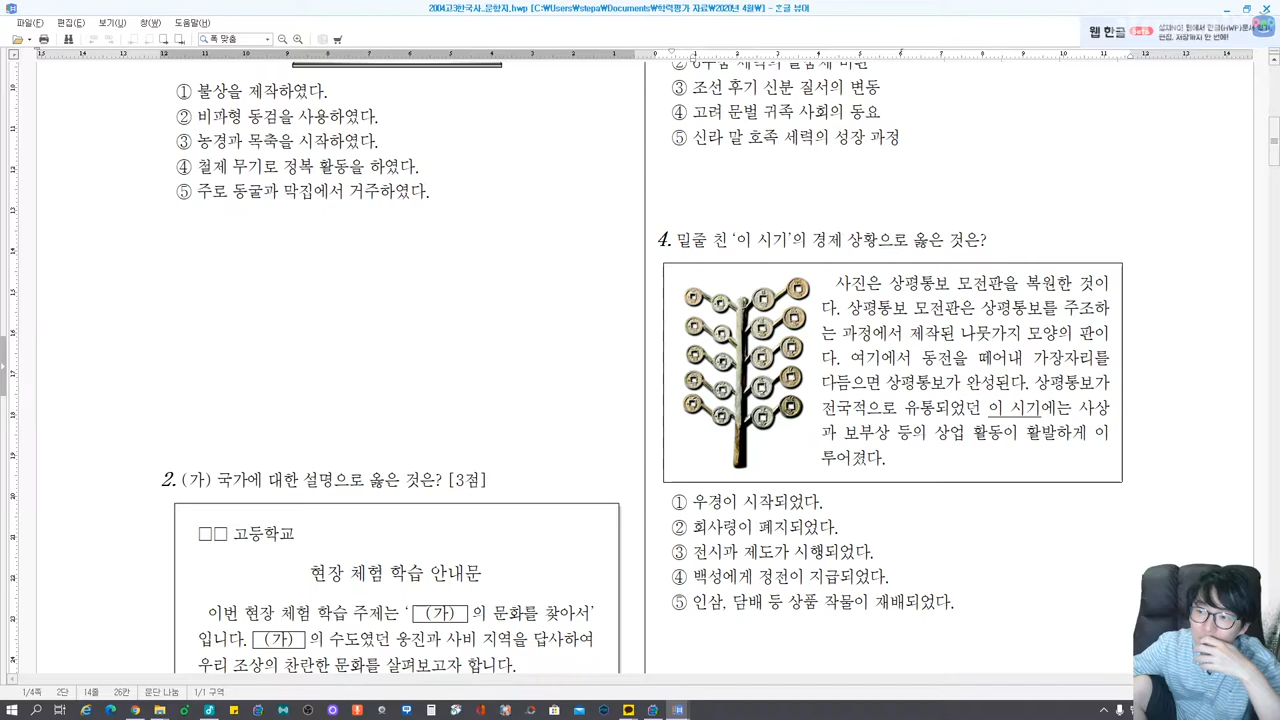 2004고3한국사..문항지.hwp [C:\Users\stepa\Documents\학력평가 자료\2020년 4월\] - 흔글 뷰어
파일(F) 편집(E) 보기(U) 창(W) 도움말(H)
폭 맞춤
웹 한글 beta
① 불상을 제작하였다.
② 비파형 동검을 사용하였다.
③ 농경과 목축을 시작하였다.
④ 철제 무기로 정복 활동을 하였다.
⑤ 주로 동굴과 막집에서 거주하였다.
2. (가) 국가에 대한 설명으로 옳은 것은? [3점]
□□ 고등학교
현장 체험 학습 안내문
이번 현장 체험 학습 주제는 ‘ (가) 의 문화를 찾아서’
입니다. (가) 의 수도였던 웅진과 사비 지역을 답사하여
우리 조상의 찬란한 문화를 살펴보고자 합니다.
③ 조선 후기 신분 질서의 변동
④ 고려 문벌 귀족 사회의 동요
⑤ 신라 말 호족 세력의 성장 과정
4. 밑줄 친 ‘이 시기’의 경제 상황으로 옳은 것은?
사진은 상평통보 모전판을 복원한 것이
다. 상평통보 모전판은 상평통보를 주조하
는 과정에서 제작된 나뭇가지 모양의 판이
다. 여기에서 동전을 떼어내 가장자리를
다듬으면 상평통보가 완성된다. 상평통보가
전국적으로 유통되었던 이 시기에는 사상
과 보부상 등의 상업 활동이 활발하게 이
루어졌다.
① 우경이 시작되었다.
② 회사령이 폐지되었다.
③ 전시과 제도가 시행되었다.
④ 백성에게 정전이 지급되었다.
⑤ 인삼, 담배 등 상품 작물이 재배되었다.
1/4쪽 2단 14줄 26칸 문단 나눔 1/1 구역